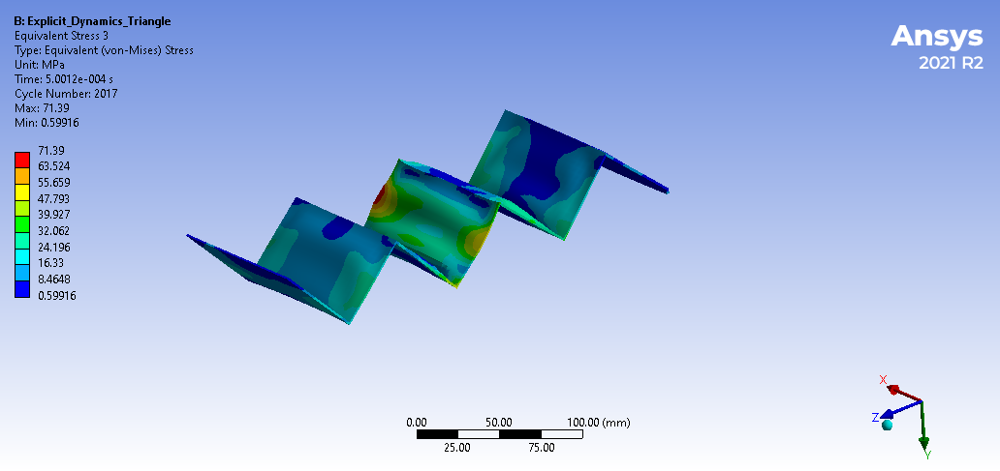 B: Explicit_Dynamics_Triangle
Equivalent Stress 3
Type: Equivalent (von-Mises) Stress
Unit: MPa
Time: 5.0012e-004 s
Cycle Number: 2017
Max: 71.39
Min: 0.59916
Ansys
2021 R2
71.39
63.524
55.659
47.793
39.927
32.062
24.196
16.33
8.4648
0.59916
0.00 50.00 100.00 (mm)
25.00 75.00
X
Z
Y